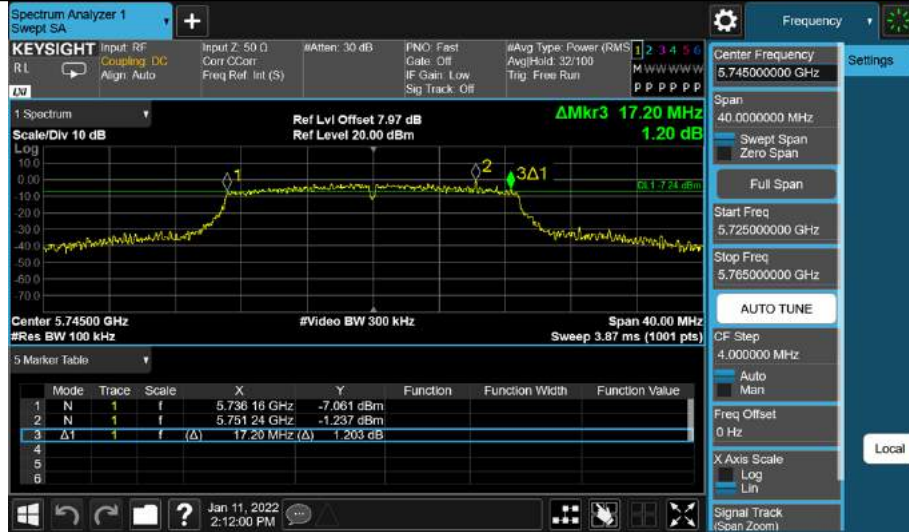 Spectrum Analyzer 1
Swept SA
Frequency
KEYSIGHT
RL
LXI
Input: RF
Coupling: DC
Align: Auto
Input Z: 50 Ω
Corr CCorr
Freq Ref: Int (S)
#Atten: 30 dB
PNO: Fast
Gate: Off
IF Gain: Low
Sig Track: Off
#Avg Type: Power (RMS
Avg|Hold: 32/100
Trig: Free Run
1 2 3 4 5 6
M W W W W W
P P P P P P
1 Spectrum
Scale/Div 10 dB
Ref Lvl Offset 7.97 dB
Ref Level 20.00 dBm
ΔMkr3 17.20 MHz
1.20 dB
Log
10.0
0.00
-10.0
-20.0
-30.0
-40.0
-50.0
-60.0
-70.0
1
2
3Δ1
DL1 -7.24 dBm
Center 5.74500 GHz
#Video BW 300 kHz
Span 40.00 MHz
#Res BW 100 kHz
Sweep 3.87 ms (1001 pts)
5 Marker Table
Mode Trace Scale X Y Function Function Width Function Value
1 N 1 f 5.736 16 GHz -7.061 dBm
2 N 1 f 5.751 24 GHz -1.237 dBm
3 Δ1 1 f (Δ) 17.20 MHz (Δ) 1.203 dB
4
5
6
?
Jan 11, 2022
2:12:00 PM
Center Frequency
5.745000000 GHz
Settings
Span
40.0000000 MHz
Swept Span
Zero Span
Full Span
Start Freq
5.725000000 GHz
Stop Freq
5.765000000 GHz
AUTO TUNE
CF Step
4.000000 MHz
Auto
Man
Freq Offset
0 Hz
X Axis Scale
Log
Lin
Local
Signal Track
(Span Zoom)